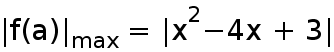 |f(a)|max = |x²−4x + 3|